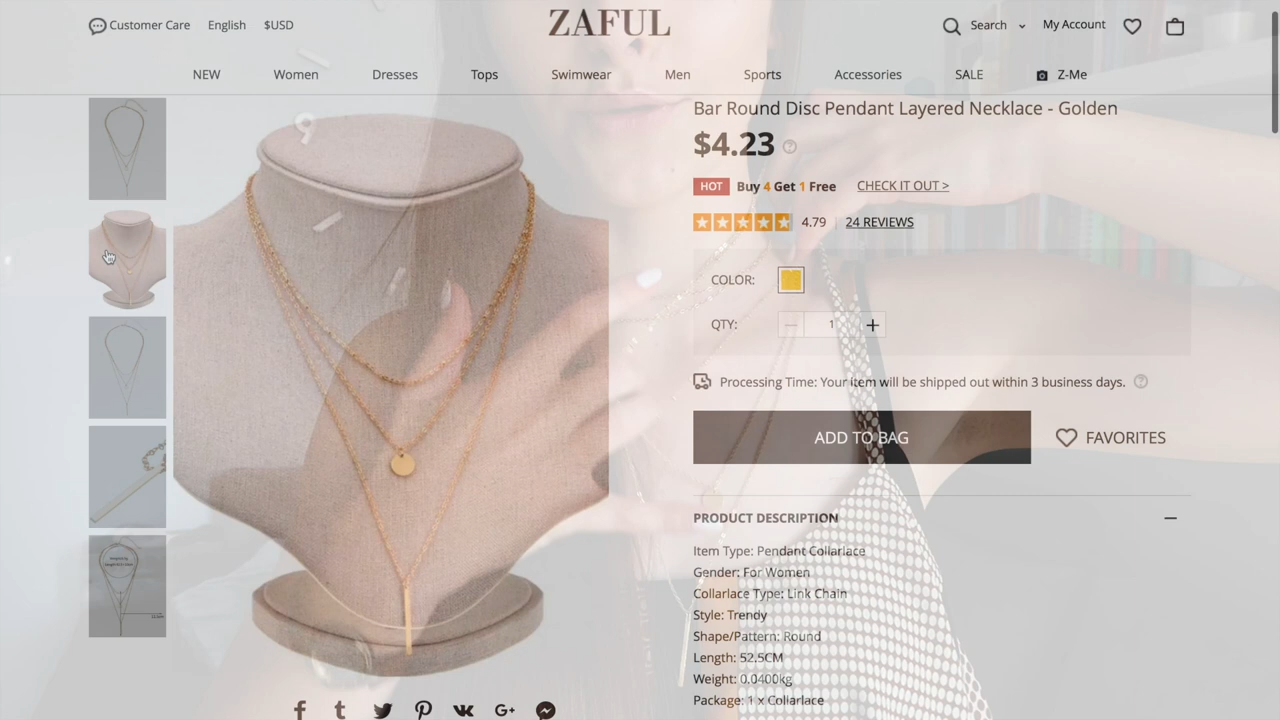 Customer Care English $USD
ZAFUL
Search My Account
NEW Women Dresses Tops Swimwear Men Sports Accessories SALE Z-Me
Bar Round Disc Pendant Layered Necklace - Golden
$4.23
HOT Buy 4 Get 1 Free CHECK IT OUT >
4.79 24 REVIEWS
COLOR:
QTY: 1
Processing Time: Your item will be shipped out within 3 business days.
ADD TO BAG FAVORITES
PRODUCT DESCRIPTION
Item Type: Pendant Collarlace
Gender: For Women
Collarlace Type: Link Chain
Style: Trendy
Shape/Pattern: Round
Length: 52.5CM
Weight: 0.0400kg
Package: 1 x Collarlace